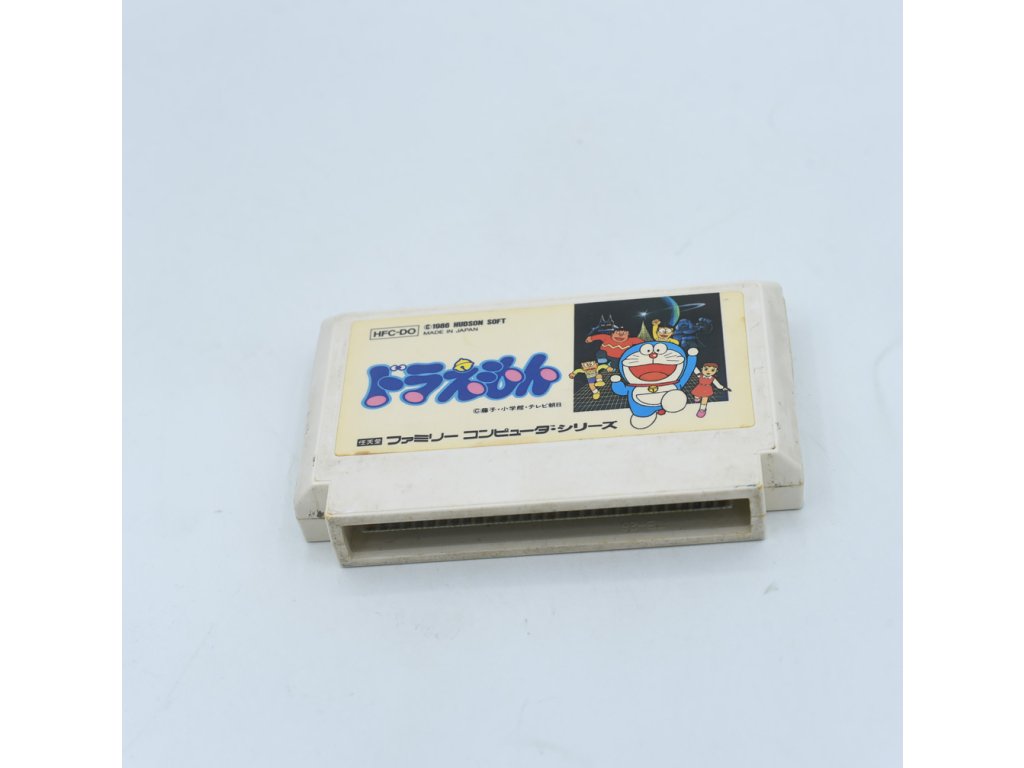 HFC-DO
©1986 HUDSON SOFT
MADE IN JAPAN
ドラえもん
©藤子・小学館・テレビ朝日
任天堂 ファミリー コンピュータ・シリーズ